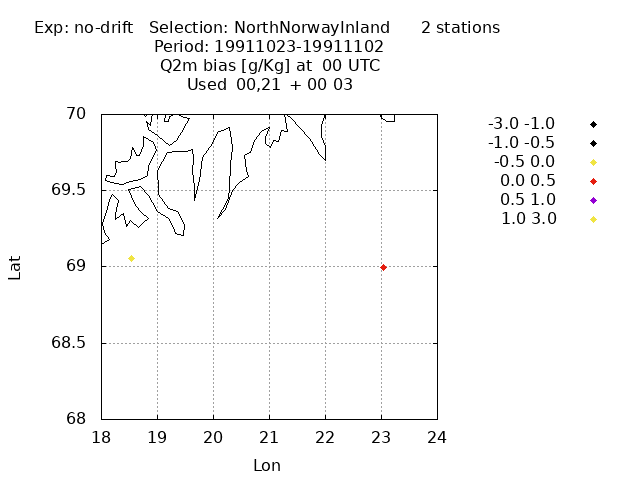 Exp: no-drift   Selection: NorthNorwayInland      2 stations
Period: 19911023-19911102
Q2m bias [g/Kg] at  00 UTC
Used  00,21  + 00 03
-3.0 -1.0
-1.0 -0.5
-0.5 0.0
0.0 0.5
0.5 1.0
1.0 3.0
70
69.5
69
68.5
68
Lat
18 19 20 21 22 23 24
Lon